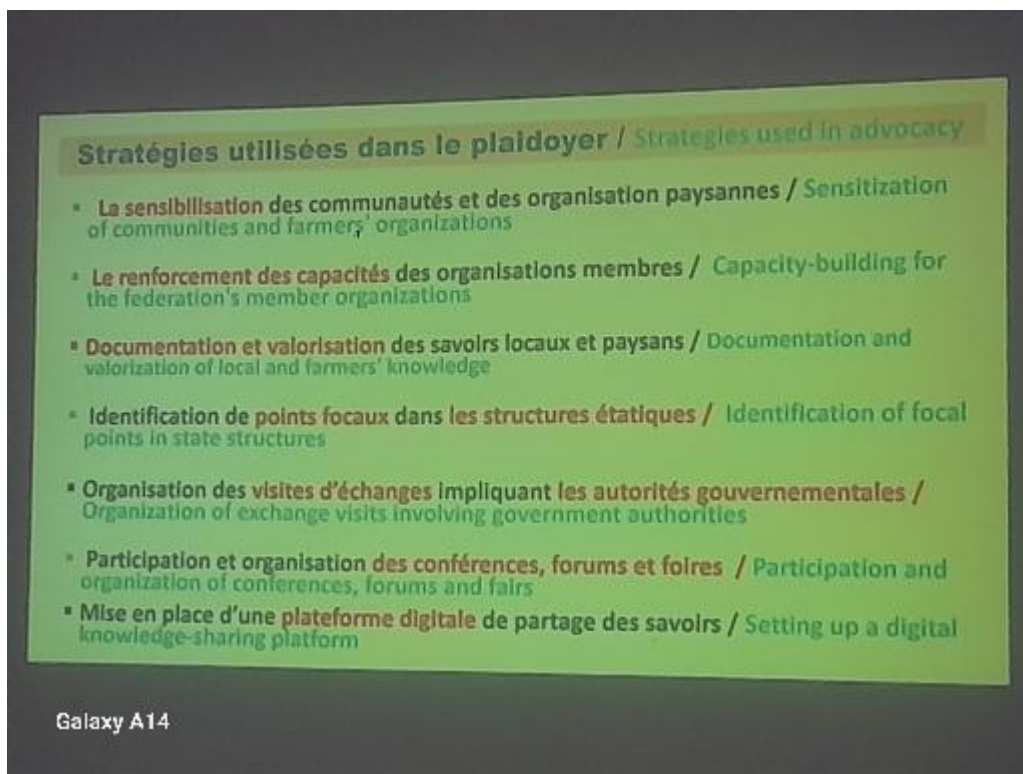 Stratégies utilisées dans le plaidoyer / Strategies used in advocacy
▪ La sensibilisation des communautés et des organisation paysannes / Sensitization
of communities and farmers' organizations
▪ Le renforcement des capacités des organisations membres / Capacity-building for
the federation's member organizations
▪ Documentation et valorisation des savoirs locaux et paysans / Documentation and
valorization of local and farmers' knowledge
▪ Identification de points focaux dans les structures étatiques / Identification of focal
points in state structures
▪ Organisation des visites d'échanges impliquant les autorités gouvernementales /
Organization of exchange visits involving government authorities
▪ Participation et organisation des conférences, forums et foires / Participation and
organization of conferences, forums and fairs
▪ Mise en place d'une plateforme digitale de partage des savoirs / Setting up a digital
knowledge-sharing platform
Galaxy A14